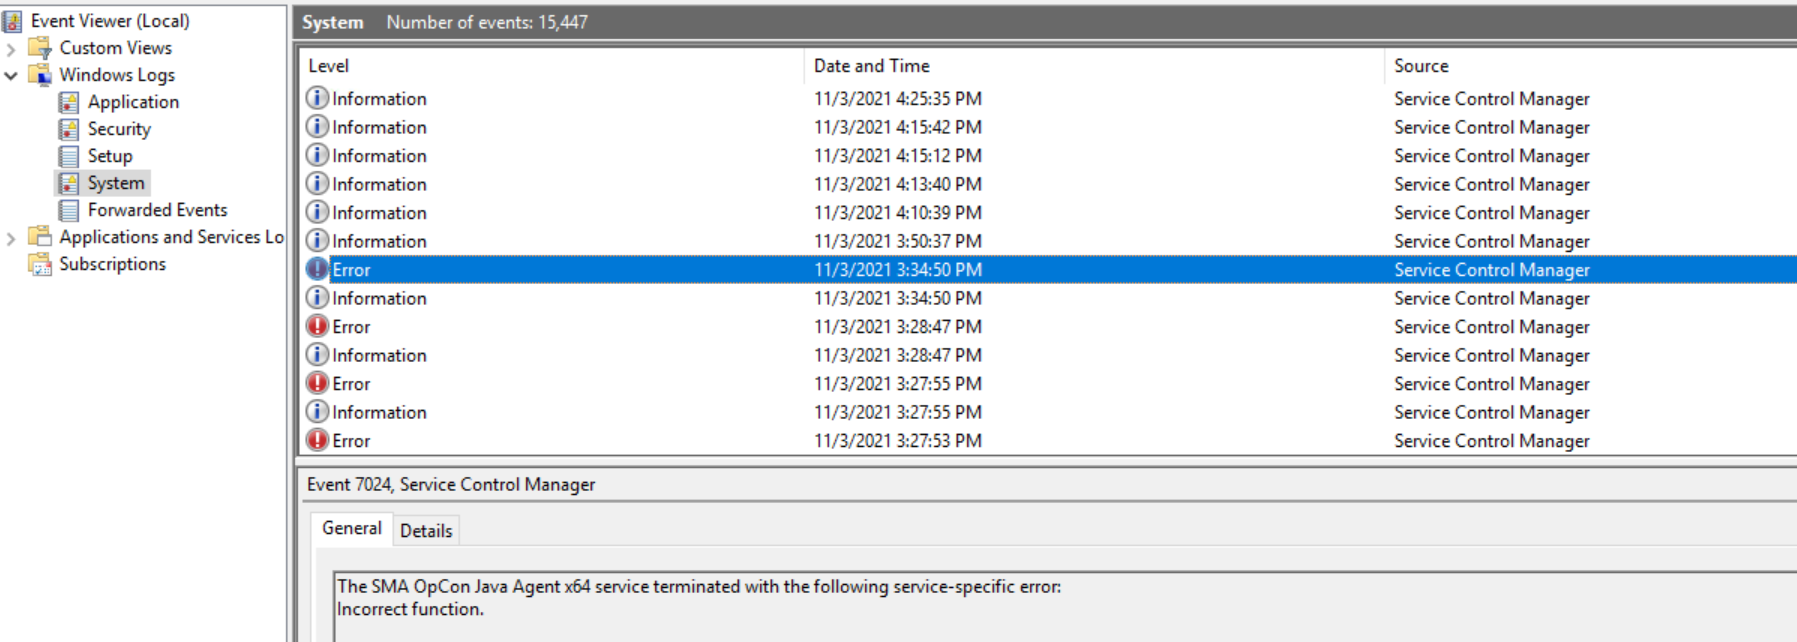 Event Viewer (Local)
Custom Views
Windows Logs
Application
Security
Setup
System
Forwarded Events
Applications and Services Lo
Subscriptions
System Number of events: 15,447
Level Date and Time Source
Information 11/3/2021 4:25:35 PM Service Control Manager
Information 11/3/2021 4:15:42 PM Service Control Manager
Information 11/3/2021 4:15:12 PM Service Control Manager
Information 11/3/2021 4:13:40 PM Service Control Manager
Information 11/3/2021 4:10:39 PM Service Control Manager
Information 11/3/2021 3:50:37 PM Service Control Manager
Error 11/3/2021 3:34:50 PM Service Control Manager
Information 11/3/2021 3:34:50 PM Service Control Manager
Error 11/3/2021 3:28:47 PM Service Control Manager
Information 11/3/2021 3:28:47 PM Service Control Manager
Error 11/3/2021 3:27:55 PM Service Control Manager
Information 11/3/2021 3:27:55 PM Service Control Manager
Error 11/3/2021 3:27:53 PM Service Control Manager
Event 7024, Service Control Manager
General Details
The SMA OpCon Java Agent x64 service terminated with the following service-specific error:
Incorrect function.